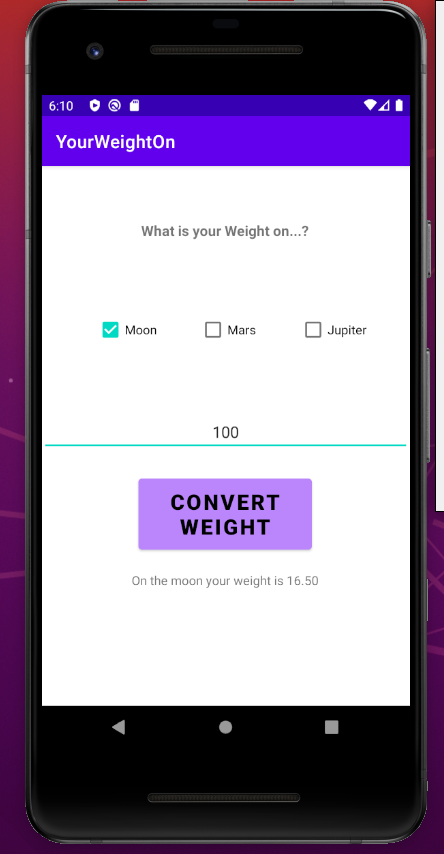 6:10
YourWeightOn
What is your Weight on...?
Moon Mars Jupiter
100
CONVERT
WEIGHT
On the moon your weight is 16.50